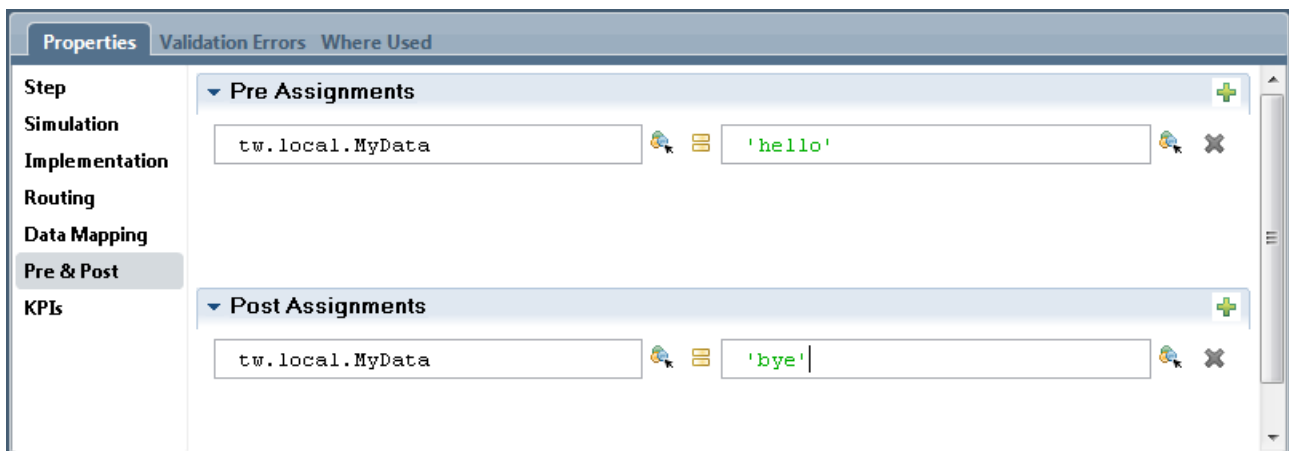 Properties Validation Errors Where Used
Step
Simulation
Implementation
Routing
Data Mapping
Pre & Post
KPIs
Pre Assignments
tw.local.MyData 'hello'
Post Assignments
tw.local.MyData 'bye'